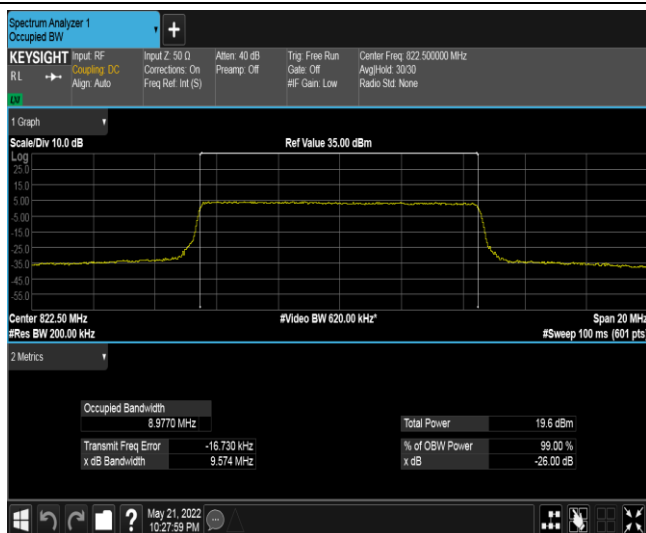 Spectrum Analyzer 1
Occupied BW
+
KEYSIGHT
RL
LXI
Input: RF
Coupling: DC
Align: Auto
Input Z: 50 Ω
Corrections: On
Freq Ref: Int (S)
Atten: 40 dB
Preamp: Off
Trig: Free Run
Gate: Off
#IF Gain: Low
Center Freq: 822.500000 MHz
Avg|Hold: 30/30
Radio Std: None
1 Graph
Scale/Div 10.0 dB
Ref Value 35.00 dBm
Log
25.0
15.0
5.00
-5.00
-15.0
-25.0
-35.0
-45.0
-55.0
Center 822.50 MHz
#Video BW 620.00 kHz*
Span 20 MHz
#Res BW 200.00 kHz
#Sweep 100 ms (601 pts)
2 Metrics
Occupied Bandwidth
8.9770 MHz
Total Power 19.6 dBm
Transmit Freq Error -16.730 kHz
% of OBW Power 99.00 %
x dB Bandwidth 9.574 MHz
x dB -26.00 dB
?
May 21, 2022
10:27:59 PM